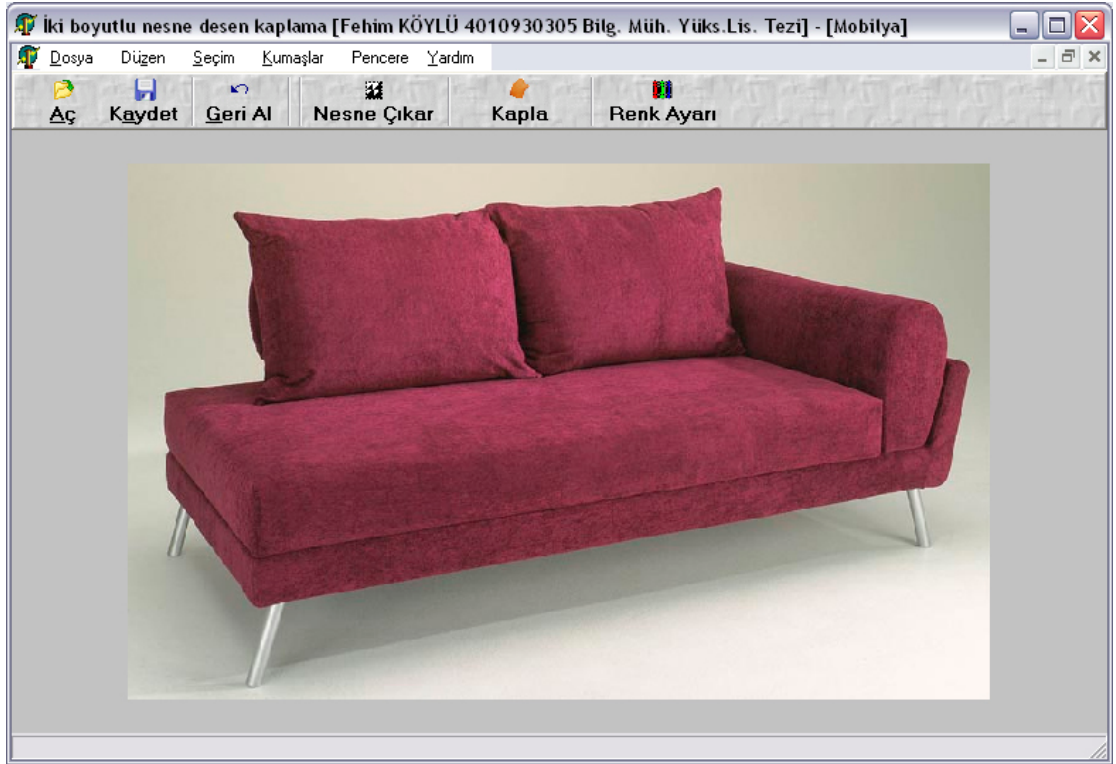 İki boyutlu nesne desen kaplama [Fehim KÖYLÜ 4010930305 Bilg. Müh. Yüks.Lis. Tezi] - [Mobilya]
Dosya Düzen Seçim Kumaşlar Pencere Yardım
Aç Kaydet Geri Al Nesne Çıkar Kapla Renk Ayarı